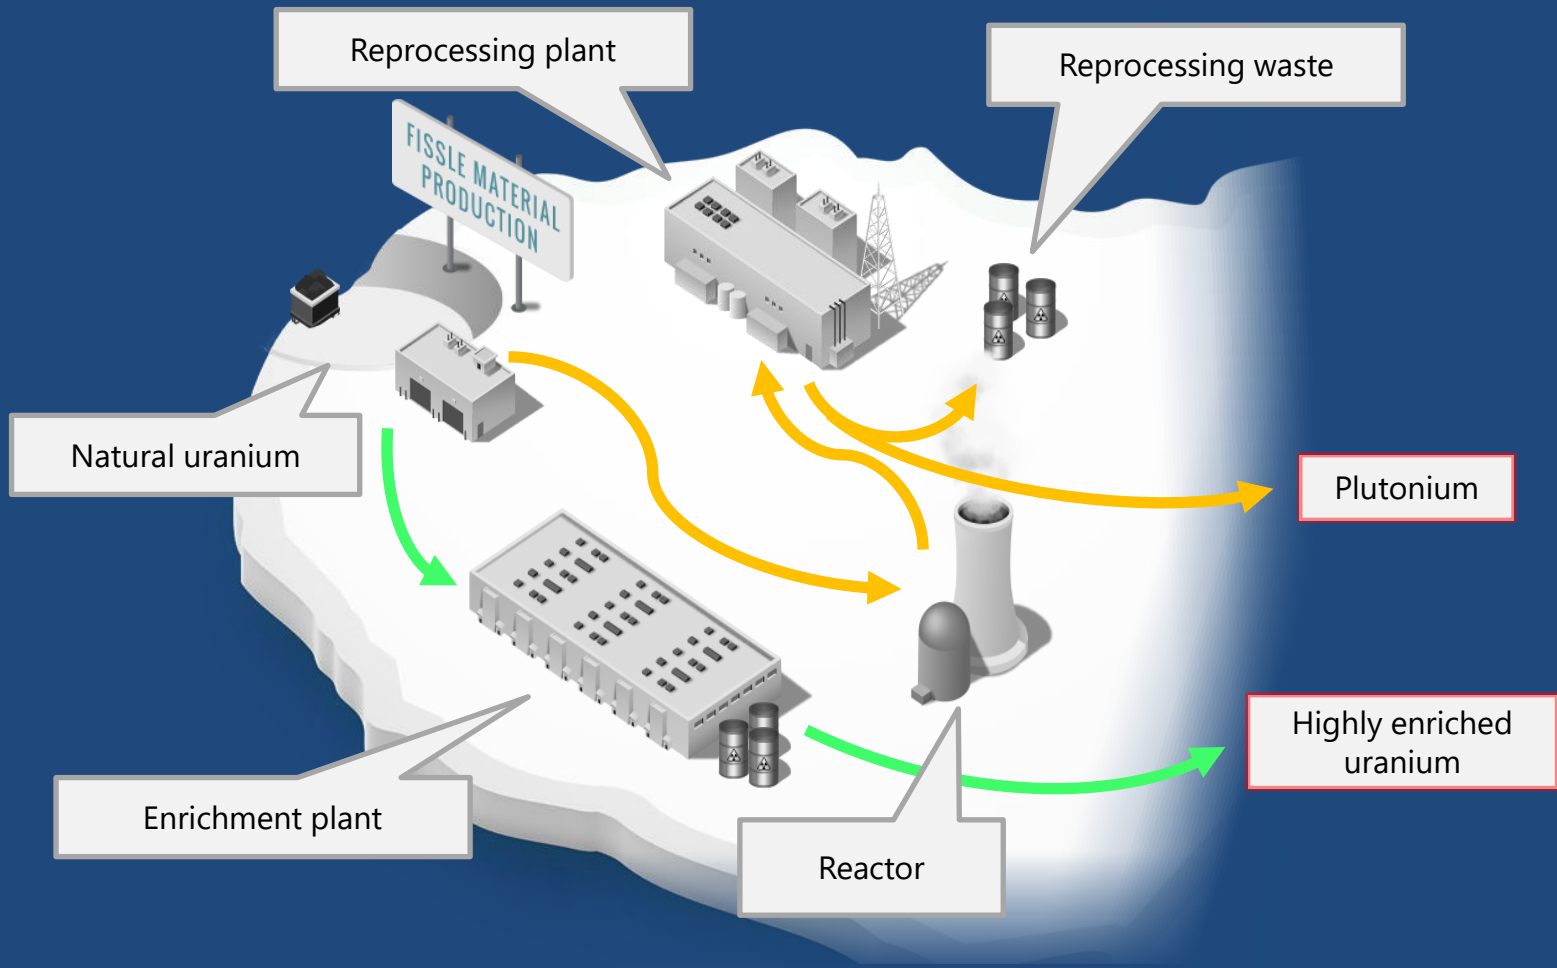 Reprocessing plant
Reprocessing waste
FISSLE MATERIAL
PRODUCTION
Natural uranium
Plutonium
Highly enriched
uranium
Enrichment plant
Reactor